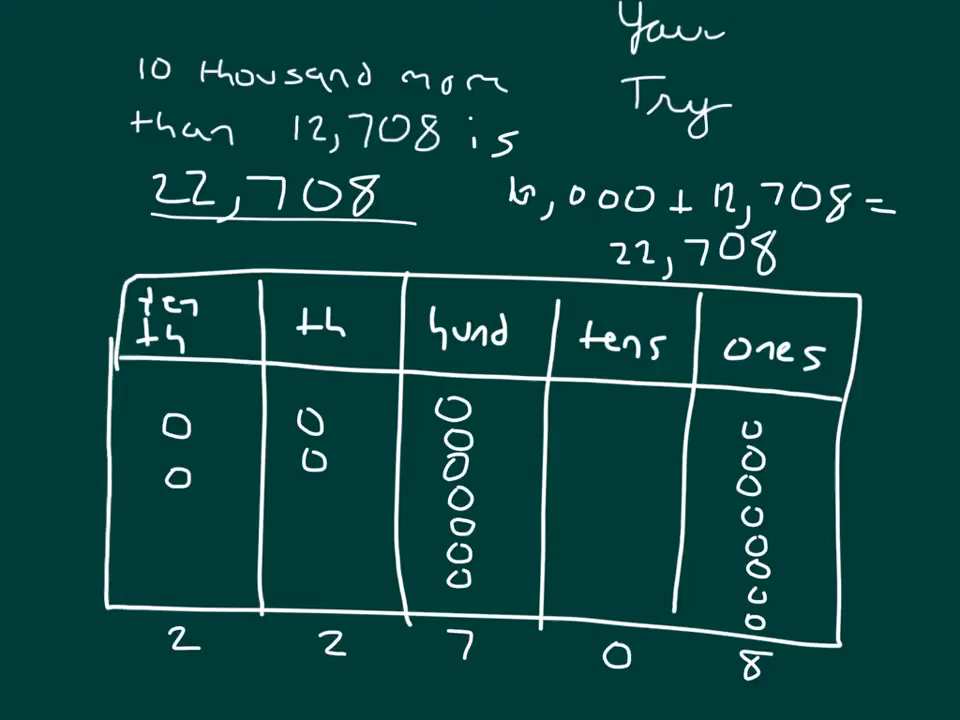 Your
Try
10 thousand more
than 12,708 is
22,708
10,000 + 12,708 =
22,708
ten th
th
hund
tens
ones
2 2 7 0 8